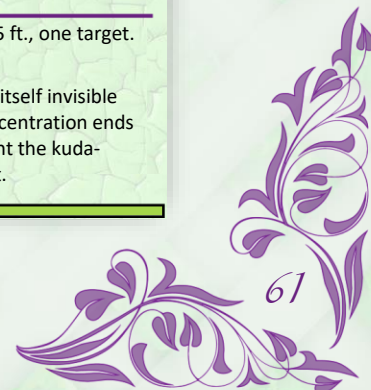 5 ft., one target.
itself invisible
centration ends
nt the kuda-
61